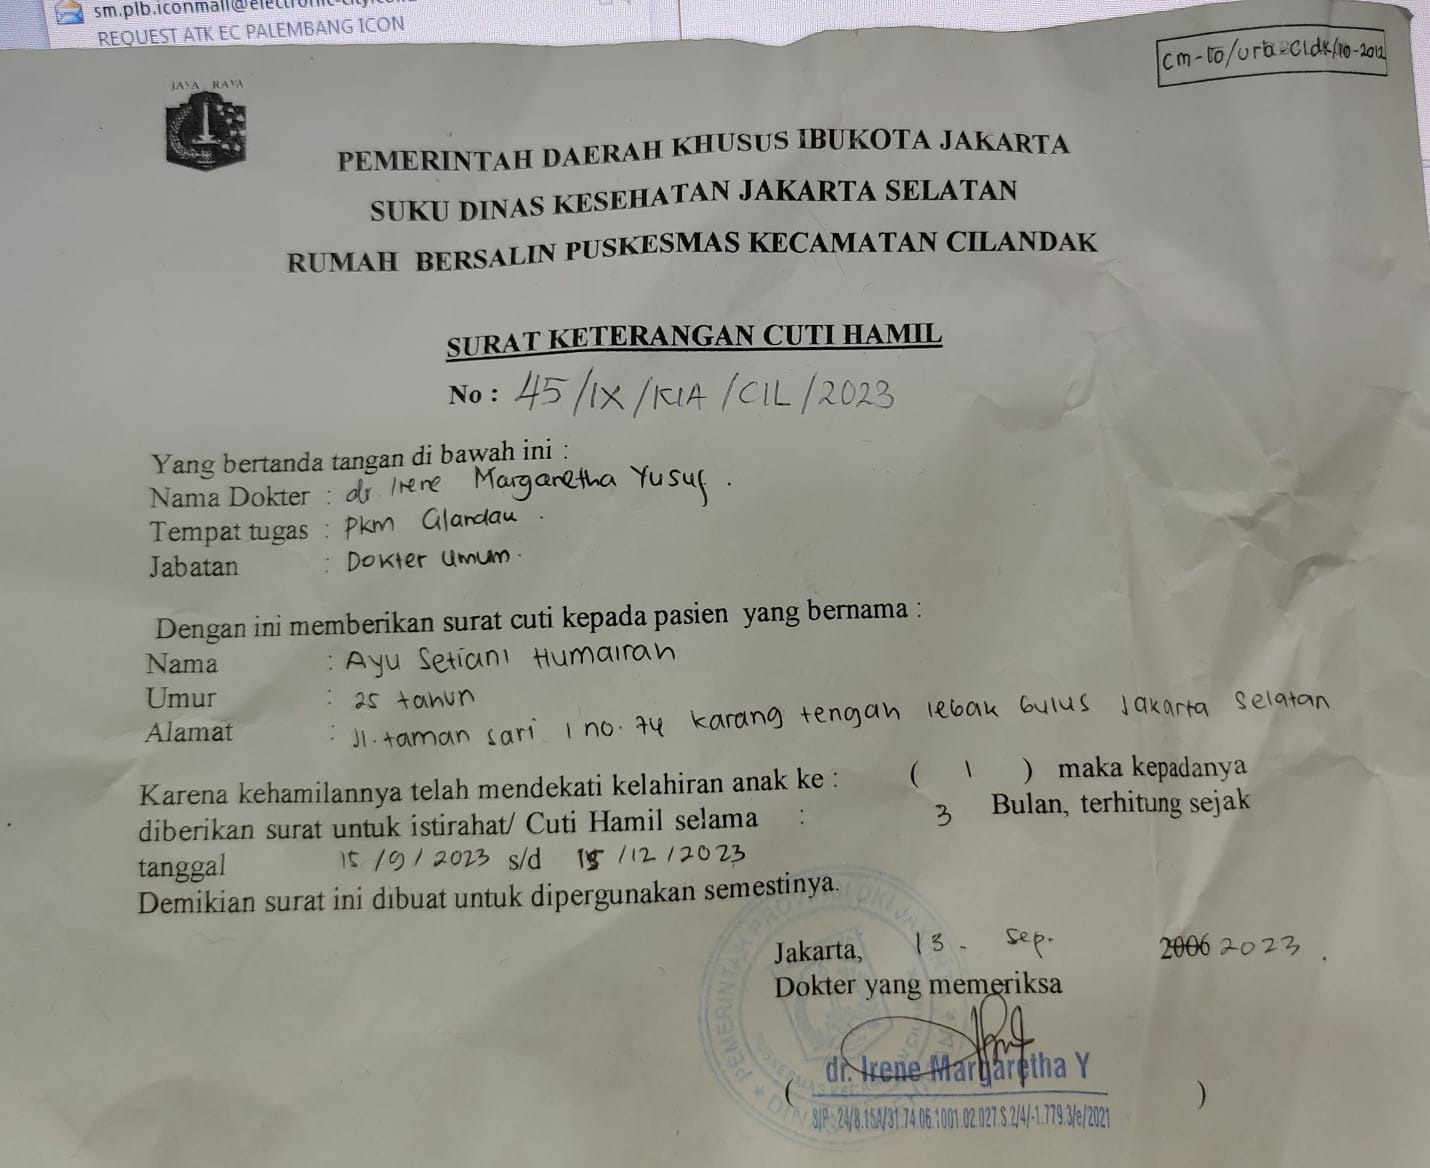 sm.plb.iconmall@electronic-city.co
REQUEST ATK EC PALEMBANG ICON
cm-to/urb-cldk/10-2012
JAYA RAYA
PEMERINTAH DAERAH KHUSUS IBUKOTA JAKARTA
SUKU DINAS KESEHATAN JAKARTA SELATAN
RUMAH BERSALIN PUSKESMAS KECAMATAN CILANDAK
SURAT KETERANGAN CUTI HAMIL
No : 45/IX/KIA/CIL/2023
Yang bertanda tangan di bawah ini :
Nama Dokter : dr Irene Margaretha Yusuf .
Tempat tugas : PKM Cilandak .
Jabatan : Dokter Umum.
Dengan ini memberikan surat cuti kepada pasien yang bernama :
Nama : Ayu Setiani Humairah
Umur : 25 tahun
Alamat : Jl. taman sari 1 no. 74 karang tengah lebak bulus Jakarta Selatan
Karena kehamilannya telah mendekati kelahiran anak ke : ( 1 ) maka kepadanya
diberikan surat untuk istirahat/ Cuti Hamil selama : 3 Bulan, terhitung sejak
tanggal 15/9/2023 s/d 15/12/2023
Demikian surat ini dibuat untuk dipergunakan semestinya.
Jakarta, 13 - Sep. 2006 2023 .
Dokter yang memeriksa
dr. Irene Margaretha Y
( )
SIP : 24/8.15A/31.74.06.1001.02.027.S.2/4/-1.779.3/e/2021